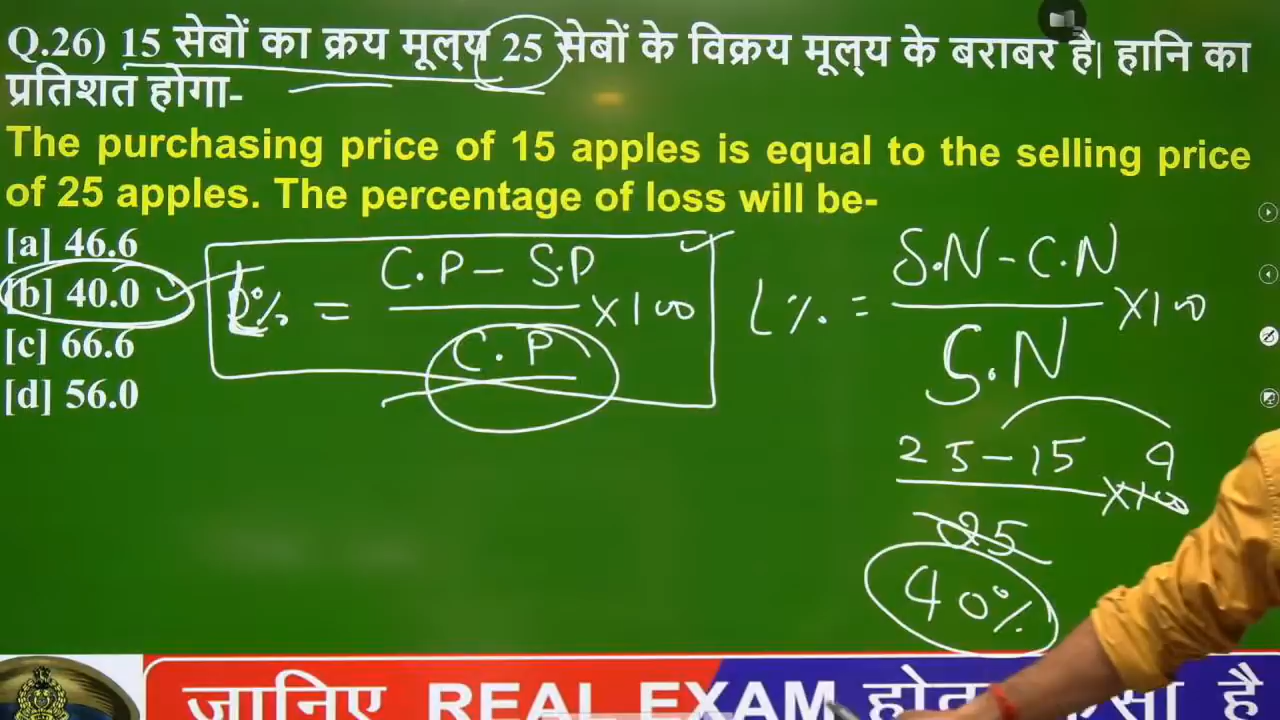 Q.26) 15 सेबों का क्रय मूल्य 25 सेबों के विक्रय मूल्य के बराबर है| हानि का
प्रतिशत होगा-
The purchasing price of 15 apples is equal to the selling price
of 25 apples. The percentage of loss will be-
[a] 46.6
[b] 40.0
[c] 66.6
[d] 56.0
L% = C.P - S.P
C.P
×100
L% = S.N - C.N
S.N
×100
25-15
25
×100
4
40%
जानिए REAL EXAM
है